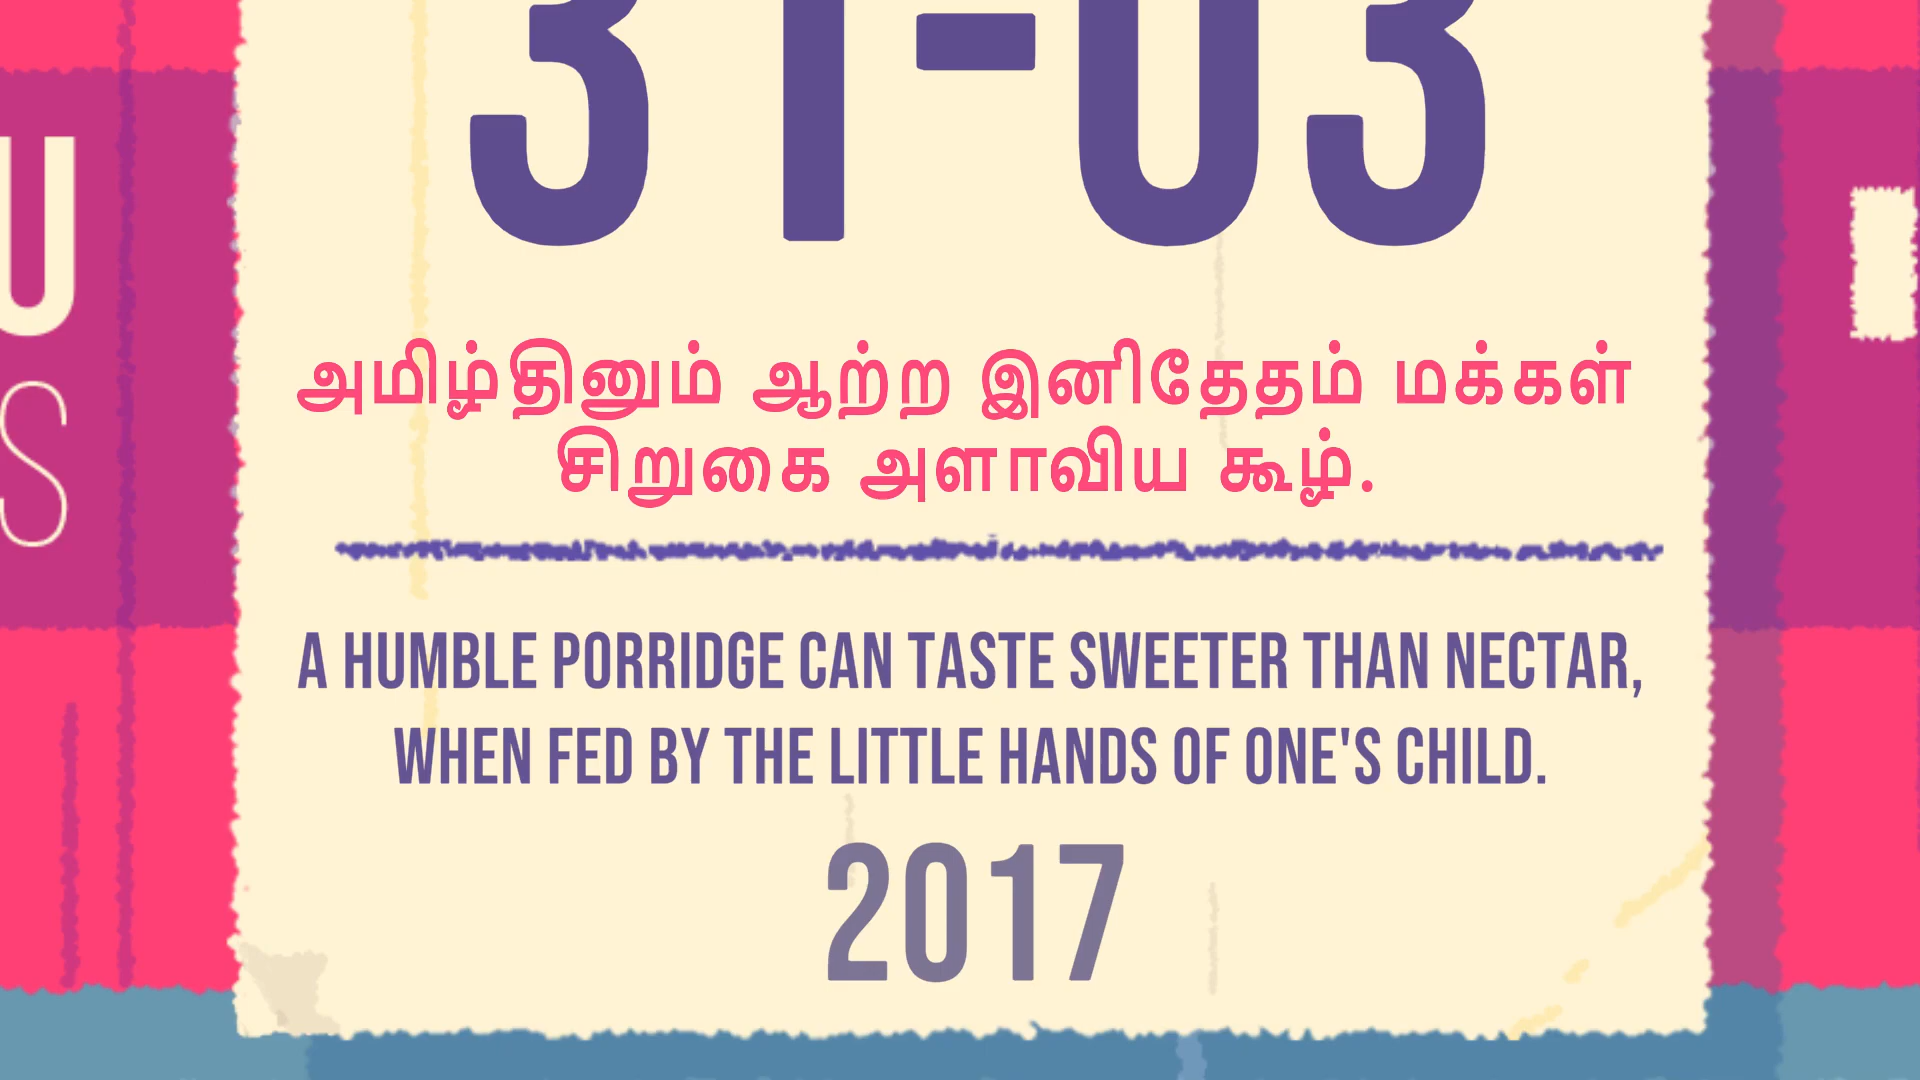 31-03
U
S
அமிழ்தினும் ஆற்ற இனிதேதம் மக்கள்
சிறுகை அளாவிய கூழ்.
A HUMBLE PORRIDGE CAN TASTE SWEETER THAN NECTAR,
WHEN FED BY THE LITTLE HANDS OF ONE'S CHILD.
2017